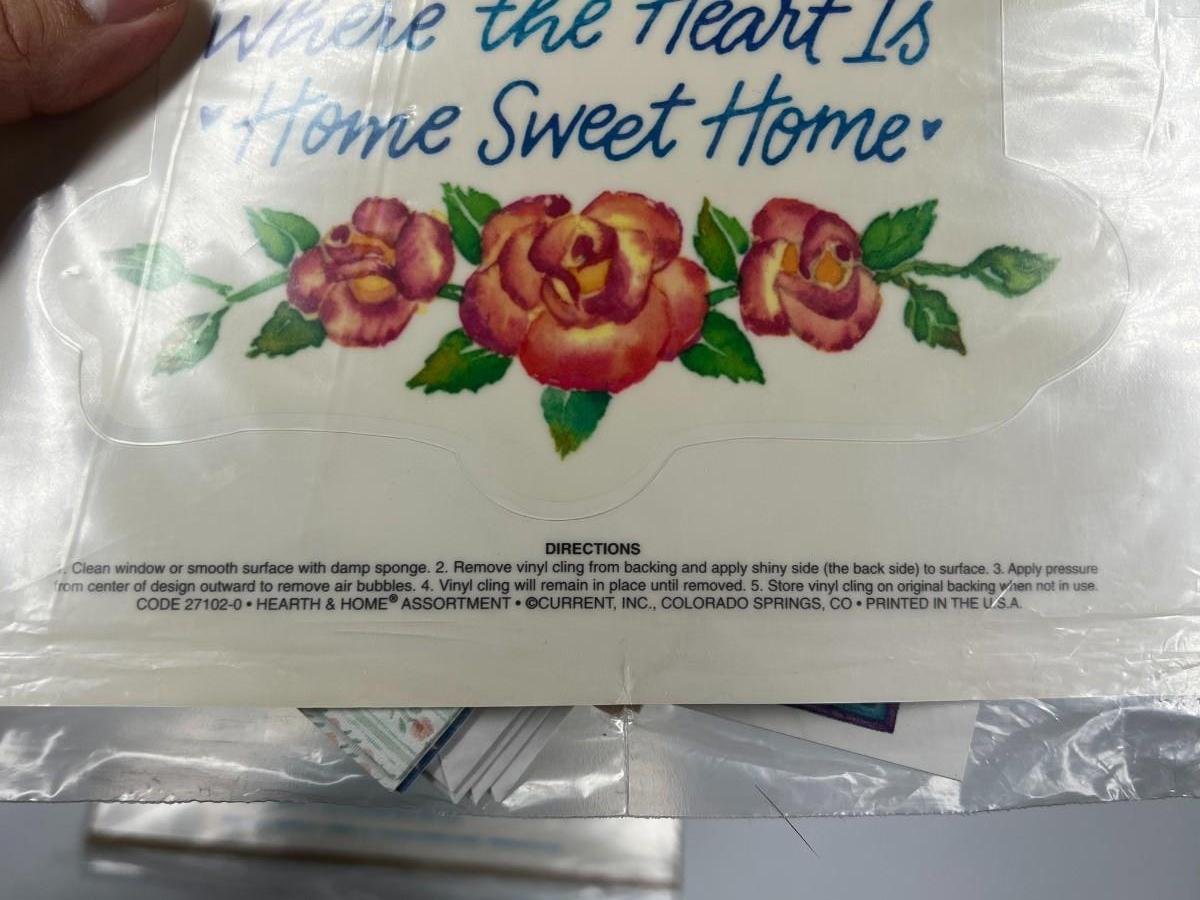 Where the Heart Is
Home Sweet Home
DIRECTIONS
1. Clean window or smooth surface with damp sponge. 2. Remove vinyl cling from backing and apply shiny side (the back side) to surface. 3. Apply pressure
from center of design outward to remove air bubbles. 4. Vinyl cling will remain in place until removed. 5. Store vinyl cling on original backing when not in use.
CODE 27102-0 • HEARTH & HOME® ASSORTMENT • ©CURRENT, INC., COLORADO SPRINGS, CO • PRINTED IN THE U.S.A.